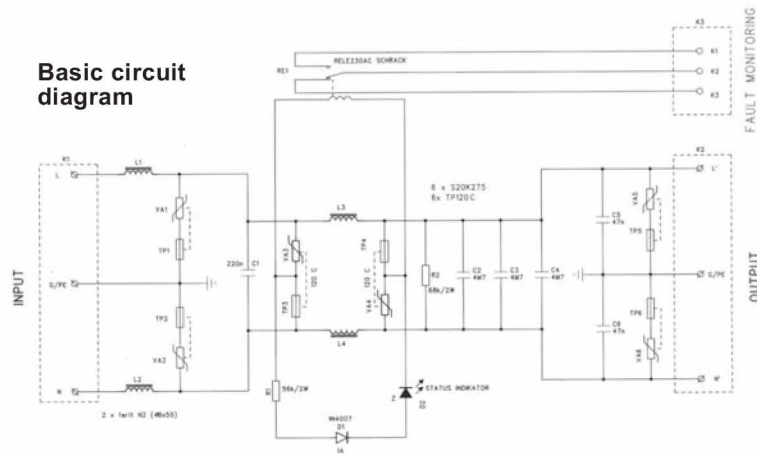 Basic circuit
diagram
RE1
RELE230AC SCHRACK
K3
K1
K2
K3
FAULT MONITORING
K1
L
L1
VA1
TP1
G/PE
TP2
VA2
N
L2
INPUT
2 x ferit N2 (4Bx55)
220n
C1
L3
VA3
120 C
TP3
TP4
120 C
VA4
L4
R1
56k/2W
1N4007
D1
1A
Z
D2
STATUS INDIKATOR
6 x S20K275
6x TP120C
R2
68k/2W
C2
4M7
C3
4M7
C4
4M7
C5
47n
VA5
TP5
C6
47n
TP6
VA6
K2
L'
G/PE
N'
OUTPUT